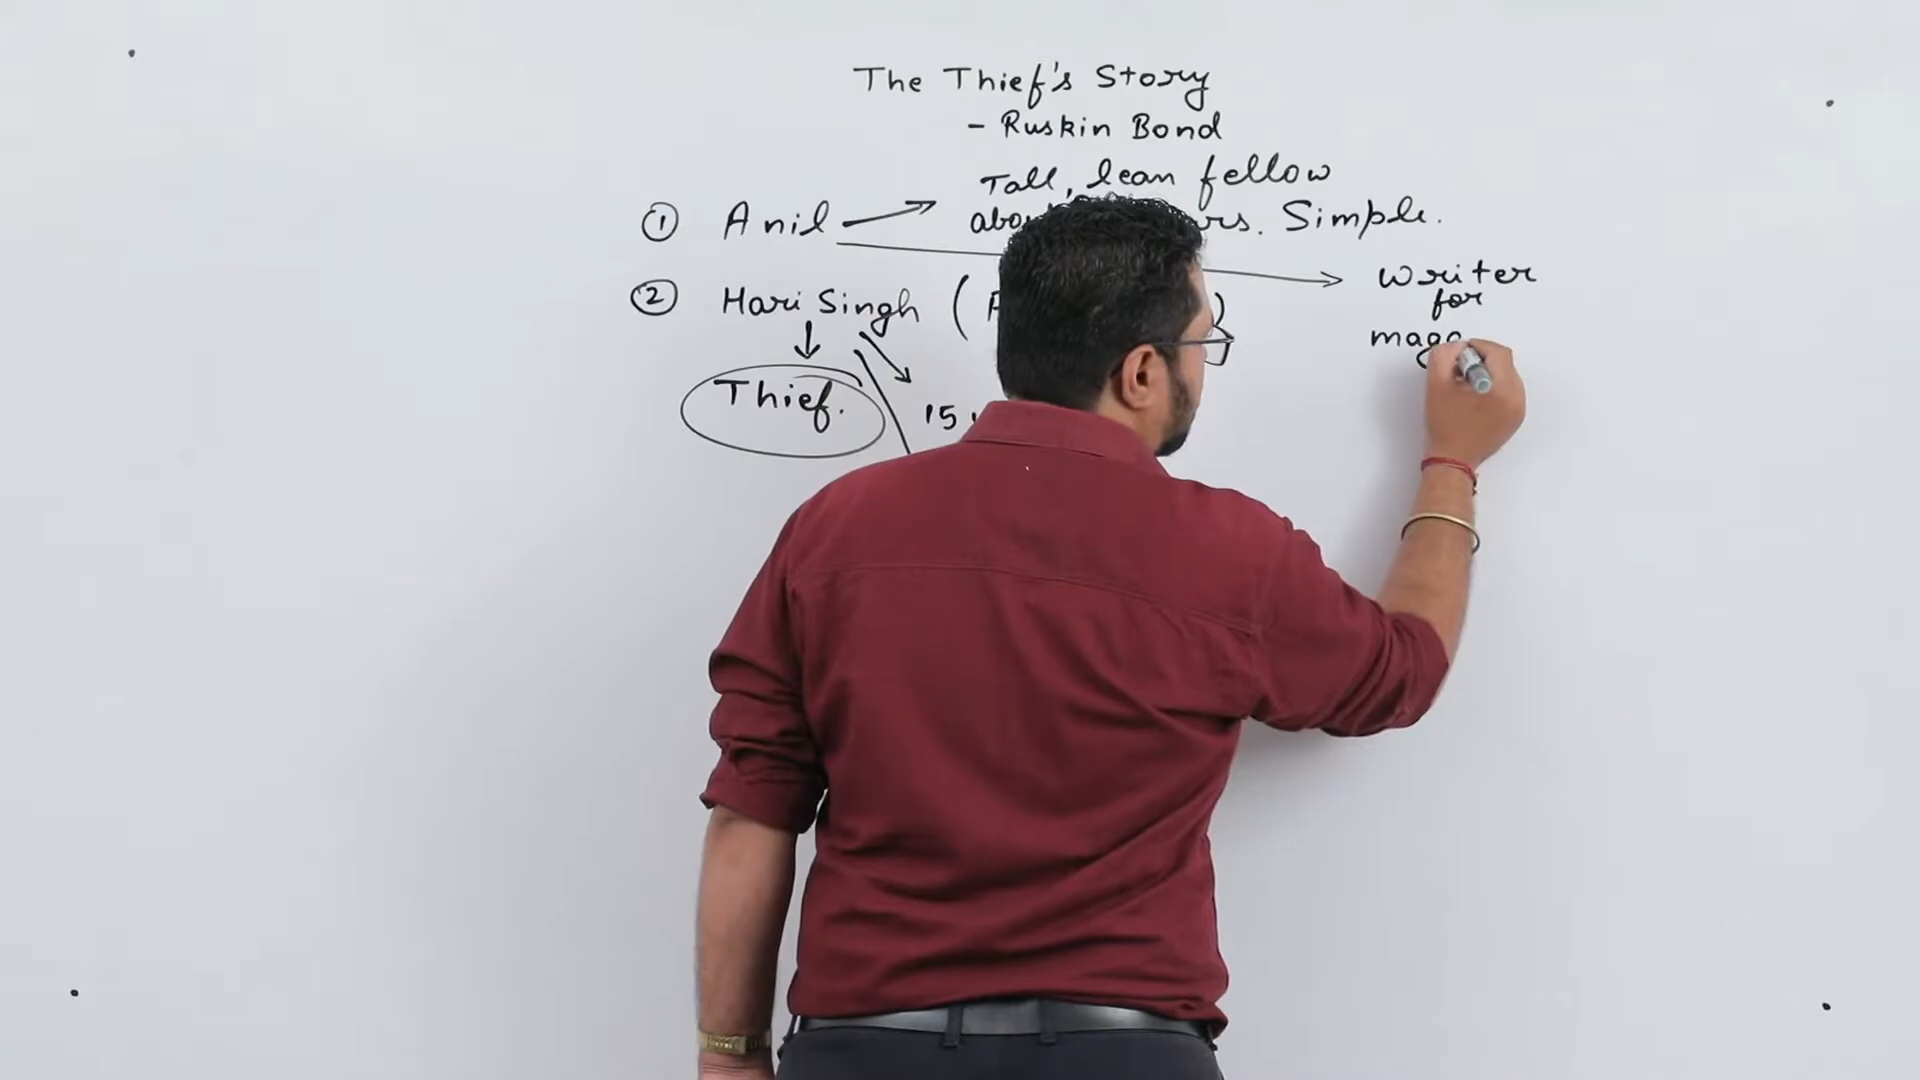 The Thief's Story
- Ruskin Bond
Tall, lean fellow
① Anil Simple.
② Hari Singh (
Writer
for
Thief.
15